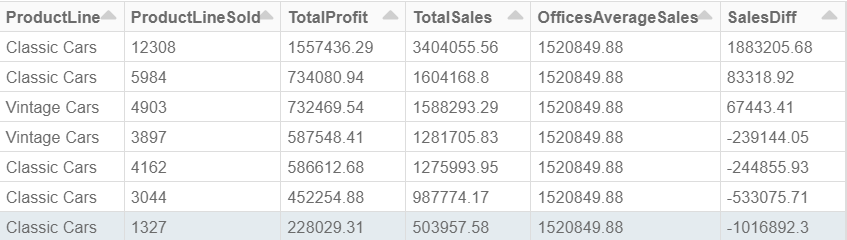 ProductLine ProductLineSold TotalProfit TotalSales OfficesAverageSales SalesDiff
Classic Cars 12308 1557436.29 3404055.56 1520849.88 1883205.68
Classic Cars 5984 734080.94 1604168.8 1520849.88 83318.92
Vintage Cars 4903 732469.54 1588293.29 1520849.88 67443.41
Vintage Cars 3897 587548.41 1281705.83 1520849.88 -239144.05
Classic Cars 4162 586612.68 1275993.95 1520849.88 -244855.93
Classic Cars 3044 452254.88 987774.17 1520849.88 -533075.71
Classic Cars 1327 228029.31 503957.58 1520849.88 -1016892.3